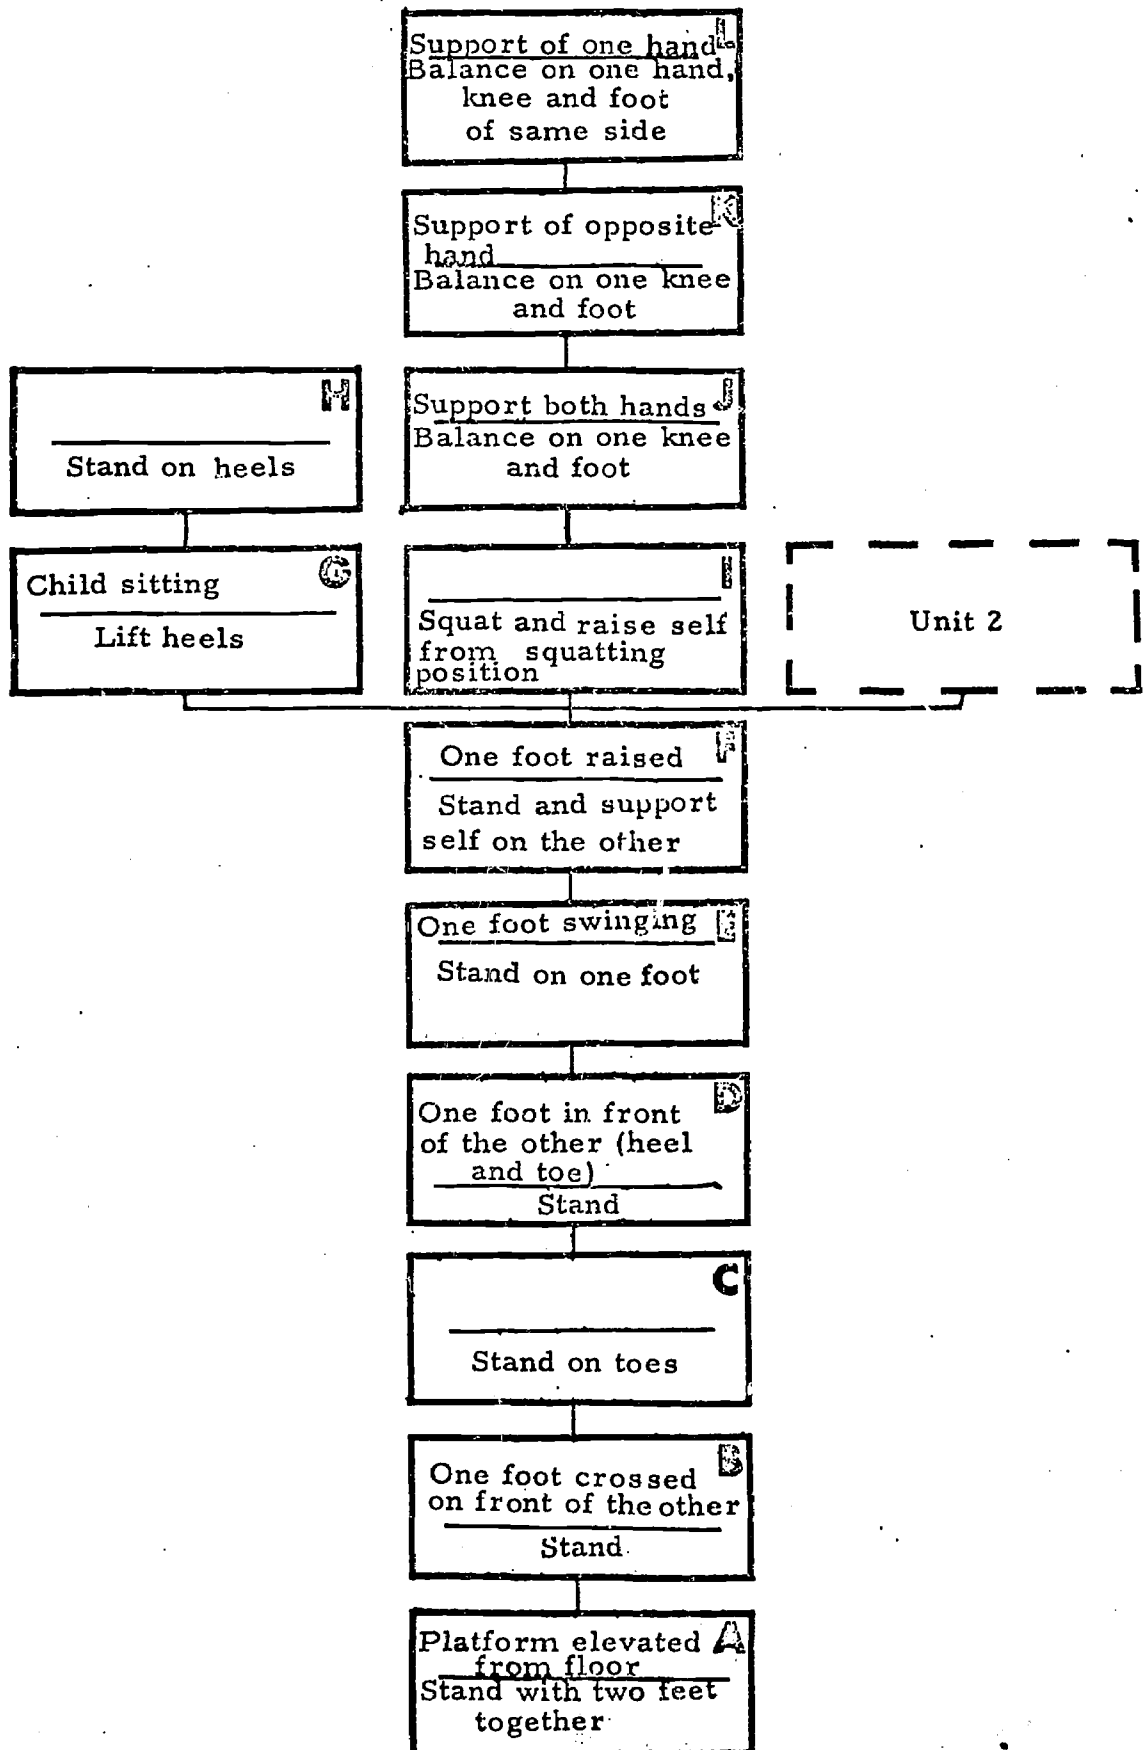 Support of one hand L
Balance on one hand,
knee and foot
of same side
K
Support of opposite
hand
Balance on one knee
and foot
H
Stand on heels
Support both hands J
Balance on one knee
and foot
Child sitting G
Lift heels
I
Squat and raise self
from squatting
position
Unit 2
One foot raised F
Stand and support
self on the other
One foot swinging E
Stand on one foot
D
One foot in front
of the other (heel
and toe)
Stand
C
Stand on toes
B
One foot crossed
on front of the other
Stand
Platform elevated A
from floor
Stand with two feet
together